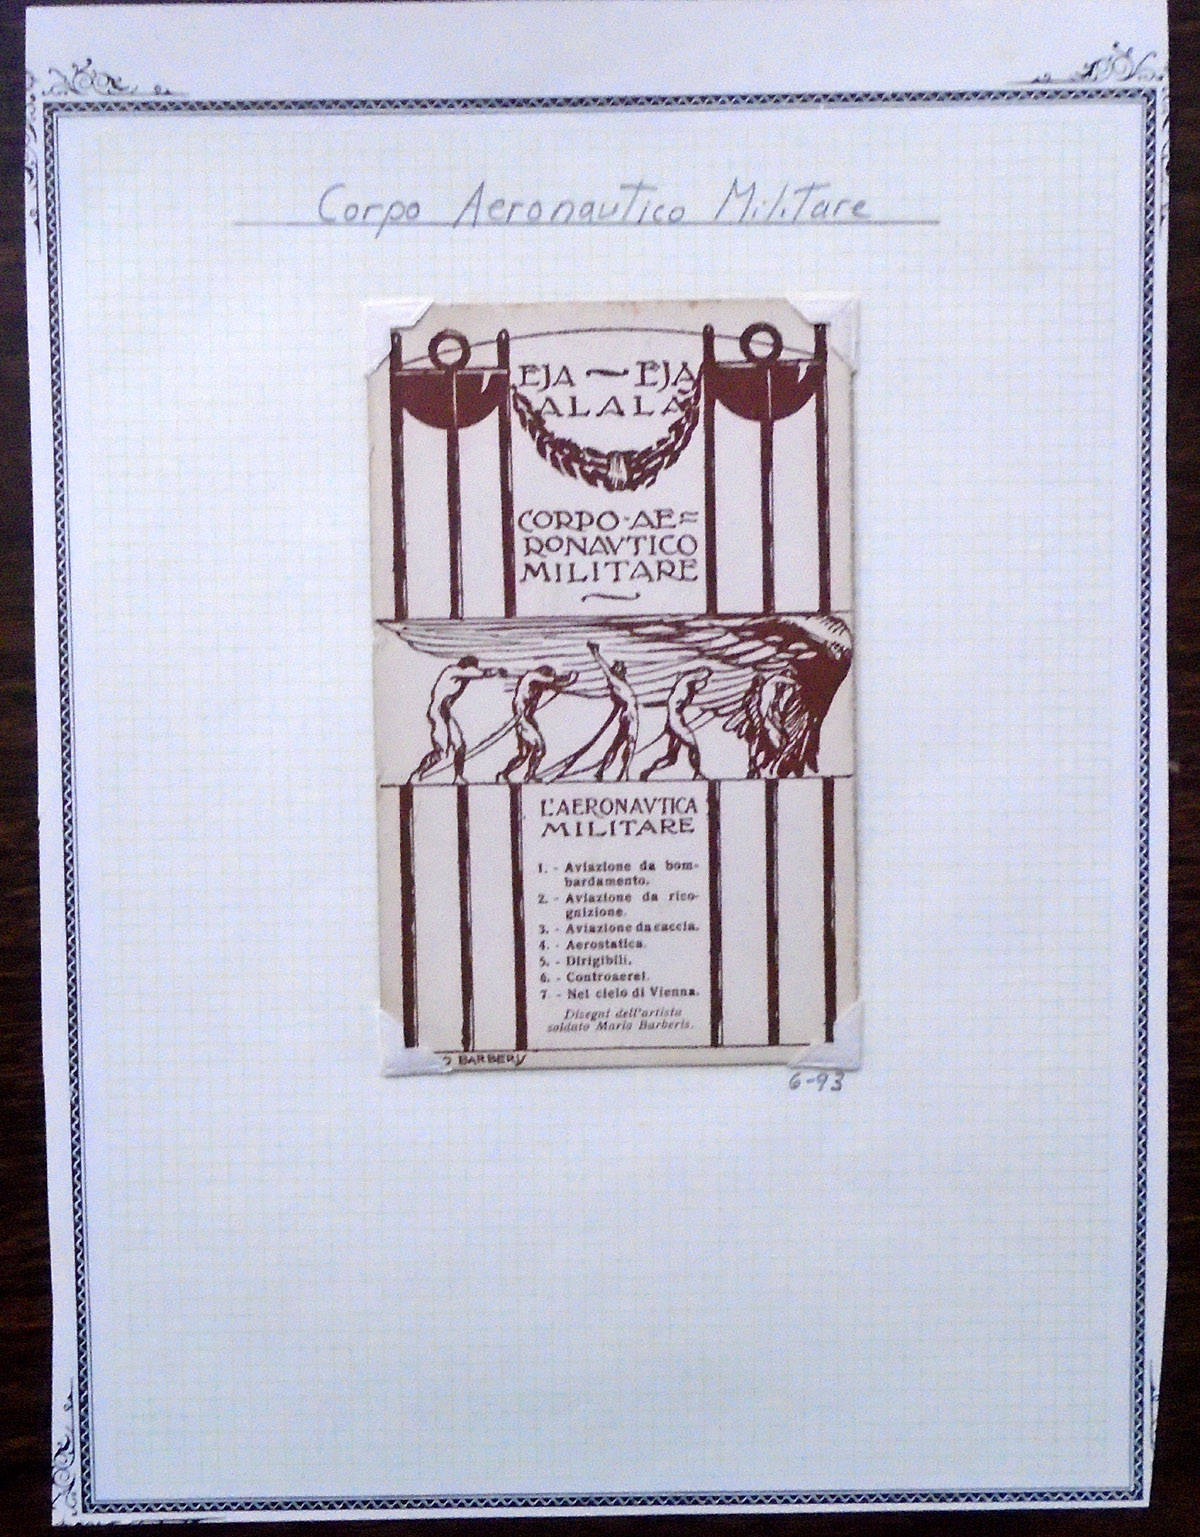 Corpo Aeronautico Militare
EJA ~ EJA
ALALÀ
CORPO-AE=
RONAVTICO
MILITARE
L'AERONAVTICA
MILITARE
1. - Aviazione da bom-
bardamento.
2. - Aviazione da rico-
gnizione.
3. - Aviazione da caccia.
4. - Aerostatica.
5. - Dirigibili.
6. - Controaerei.
7. - Nel cielo di Vienna.
Disegni dell'artista
soldato Mario Barberis.
BARBERIS
6-93